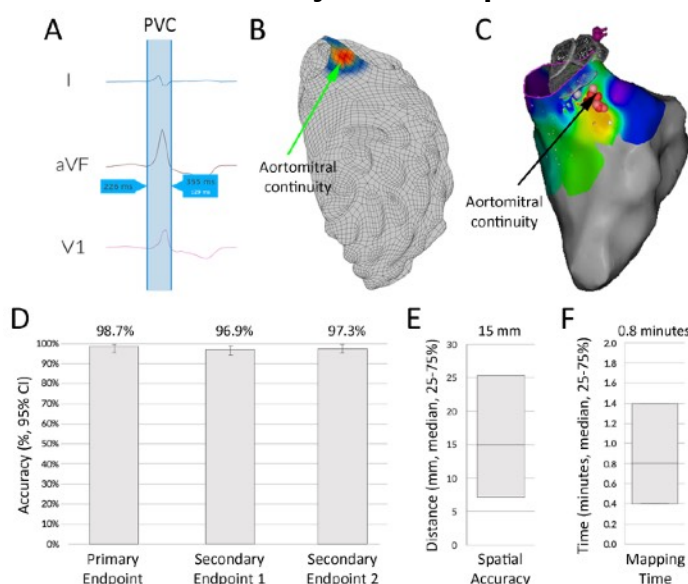 A
PVC
I
aVF
226 ms
355 ms
129 ms
V1
B
Aortomitral
continuity
C
Aortomitral
continuity
D
98.7%
96.9%
97.3%
Accuracy (%, 95% CI)
100%
90%
80%
70%
60%
50%
40%
30%
20%
10%
0%
Primary
Endpoint
Secondary
Endpoint 1
Secondary
Endpoint 2
E
15 mm
Distance (mm, median, 25-75%)
30
25
20
15
10
5
0
Spatial
Accuracy
F
0.8 minutes
Time (minutes, median, 25-75%)
2.0
1.8
1.6
1.4
1.2
1.0
0.8
0.6
0.4
0.2
0.0
Mapping
Time